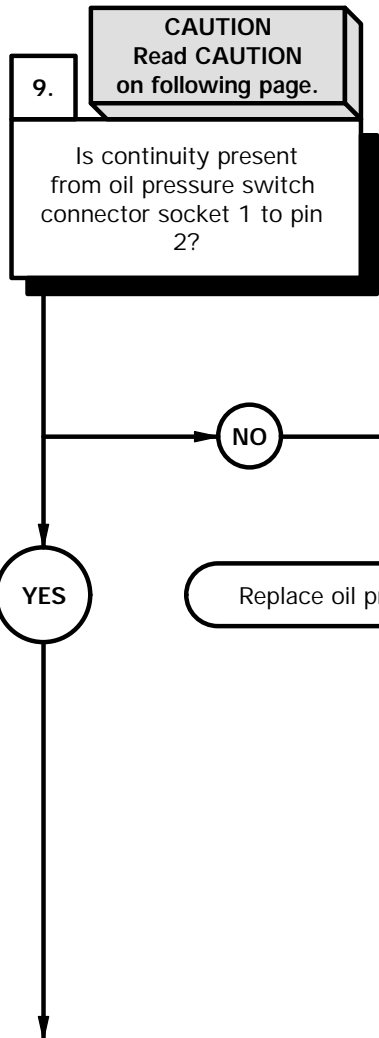 CAUTION
Read CAUTION
on following page.
9.
Is continuity present
from oil pressure switch
connector socket 1 to pin
2?
NO
YES
Replace oil pr